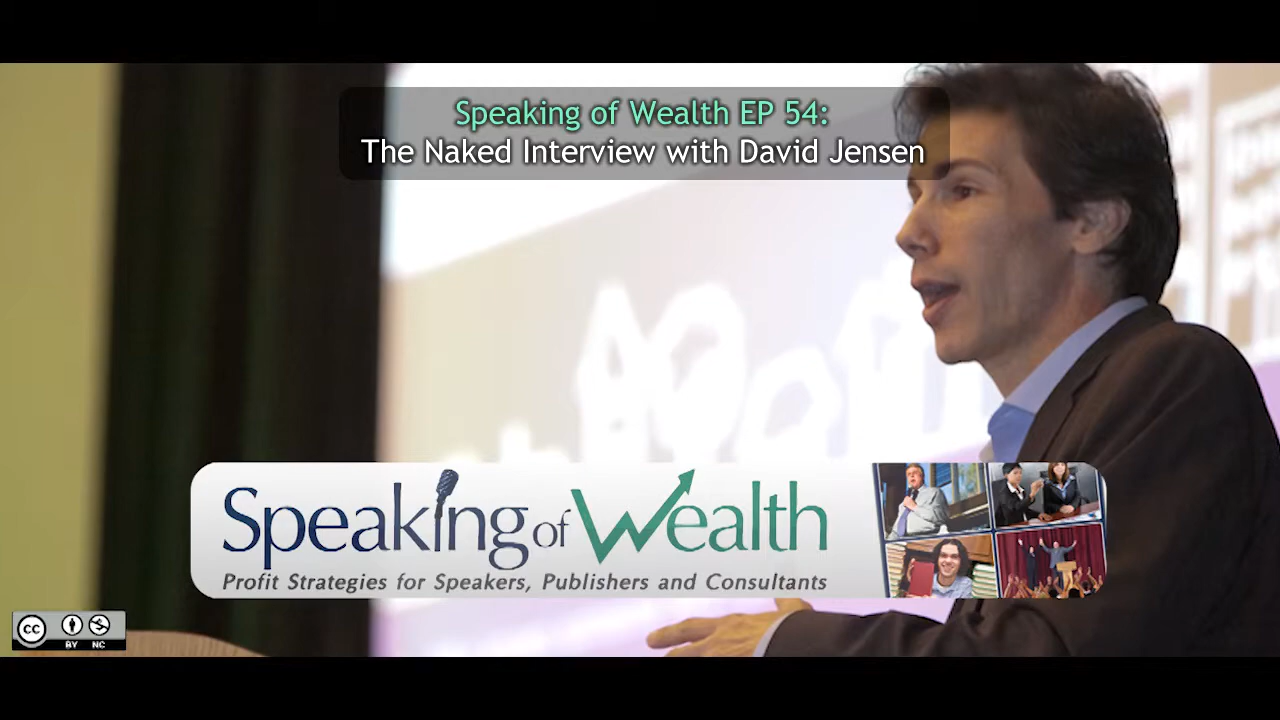 Speaking of Wealth EP 54:
The Naked Interview with David Jensen
Speaking of Wealth
Profit Strategies for Speakers, Publishers and Consultants
cc
BY NC